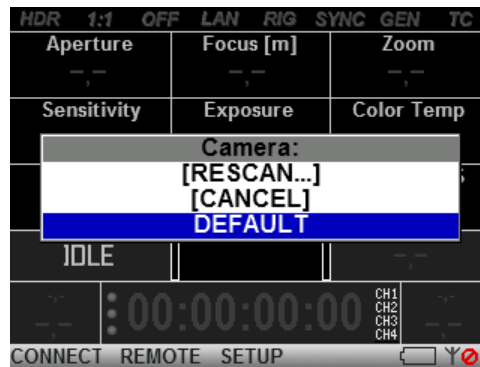 HDR 1:1 OFF LAN RIG SYNC GEN TC
Aperture Focus [m] Zoom
-,- -,- -,-
Sensitivity Exposure Color Temp
Camera:
[RESCAN...]
[CANCEL]
DEFAULT
IDLE -,-
-,- 00:00:00:00 CH1 -,-
CH2
-,- CH3 -,-
CH4
CONNECT REMOTE SETUP